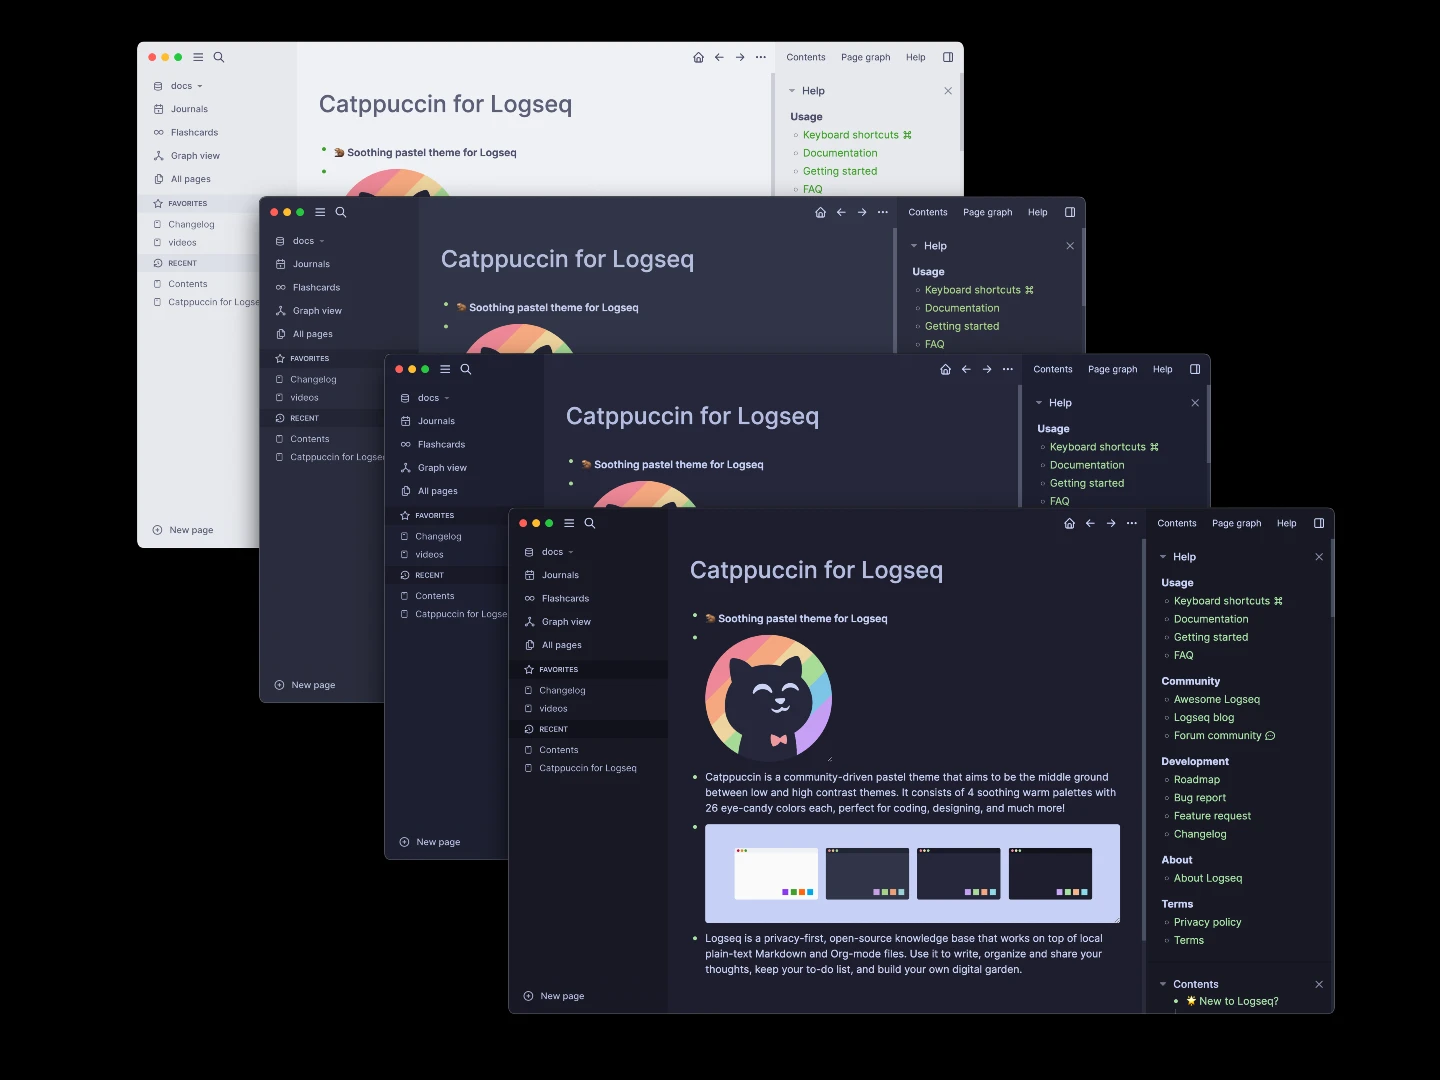 Contents Page graph Help
docs
Journals
Flashcards
Graph view
All pages
FAVORITES
Changelog
videos
RECENT
Contents
Catppuccin for Logse
New page
Catppuccin for Logseq
Soothing pastel theme for Logseq
Help
Usage
Keyboard shortcuts ⌘
Documentation
Getting started
FAQ
Contents Page graph Help
docs
Journals
Flashcards
Graph view
All pages
FAVORITES
Changelog
videos
RECENT
Contents
Catppuccin for Logseq
New page
Catppuccin for Logseq
Soothing pastel theme for Logseq
Help
Usage
Keyboard shortcuts ⌘
Documentation
Getting started
FAQ
Contents Page graph Help
docs
Journals
Flashcards
Graph view
All pages
FAVORITES
Changelog
videos
RECENT
Contents
Catppuccin for Logse
New page
Catppuccin for Logseq
Soothing pastel theme for Logseq
Help
Usage
Keyboard shortcuts ⌘
Documentation
Getting started
FAQ
Contents Page graph Help
docs
Journals
Flashcards
Graph view
All pages
FAVORITES
Changelog
videos
RECENT
Contents
Catppuccin for Logseq
New page
Catppuccin for Logseq
Soothing pastel theme for Logseq
Catppuccin is a community-driven pastel theme that aims to be the middle ground
between low and high contrast themes. It consists of 4 soothing warm palettes with
26 eye-candy colors each, perfect for coding, designing, and much more!
Logseq is a privacy-first, open-source knowledge base that works on top of local
plain-text Markdown and Org-mode files. Use it to write, organize and share your
thoughts, keep your to-do list, and build your own digital garden.
Help
Usage
Keyboard shortcuts ⌘
Documentation
Getting started
FAQ
Community
Awesome Logseq
Logseq blog
Forum community
Development
Roadmap
Bug report
Feature request
Changelog
About
About Logseq
Terms
Privacy policy
Terms
Contents
🌟 New to Logseq?